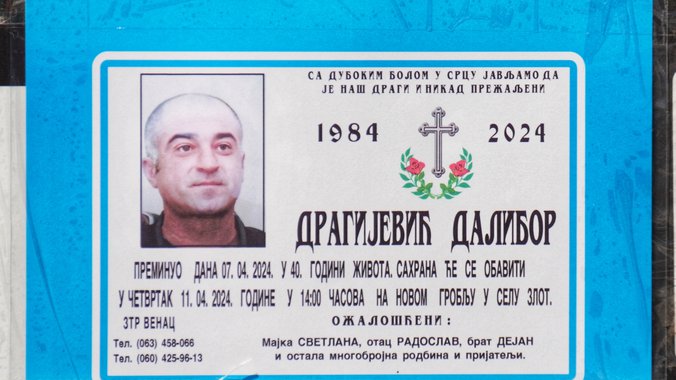 СА ДУБОКИМ БОЛОМ У СРЦУ ЈАВЉАМО ДА
ЈЕ НАШ ДРАГИ И НИКАД ПРЕЖАЉЕНИ
1984 2024
ДРАГИЈЕВИЋ ДАЛИБОР
ПРЕМИНУО ДАНА 07. 04. 2024. У 40. ГОДИНИ ЖИВОТА. САХРАНА ЋЕ СЕ ОБАВИТИ
У ЧЕТВРТАК 11. 04. 2024. ГОДИНЕ У 14:00 ЧАСОВА НА НОВОМ ГРОБЉУ У СЕЛУ ЗЛОТ.
ЗТР ВЕНАЦ
Тел. (063) 458-066
Тел. (060) 425-96-13
ОЖАЛОШЋЕНИ:
Мајка СВЕТЛАНА, отац РАДОСЛАВ, брат ДЕЈАН
и остала многобројна родбина и пријатељи.